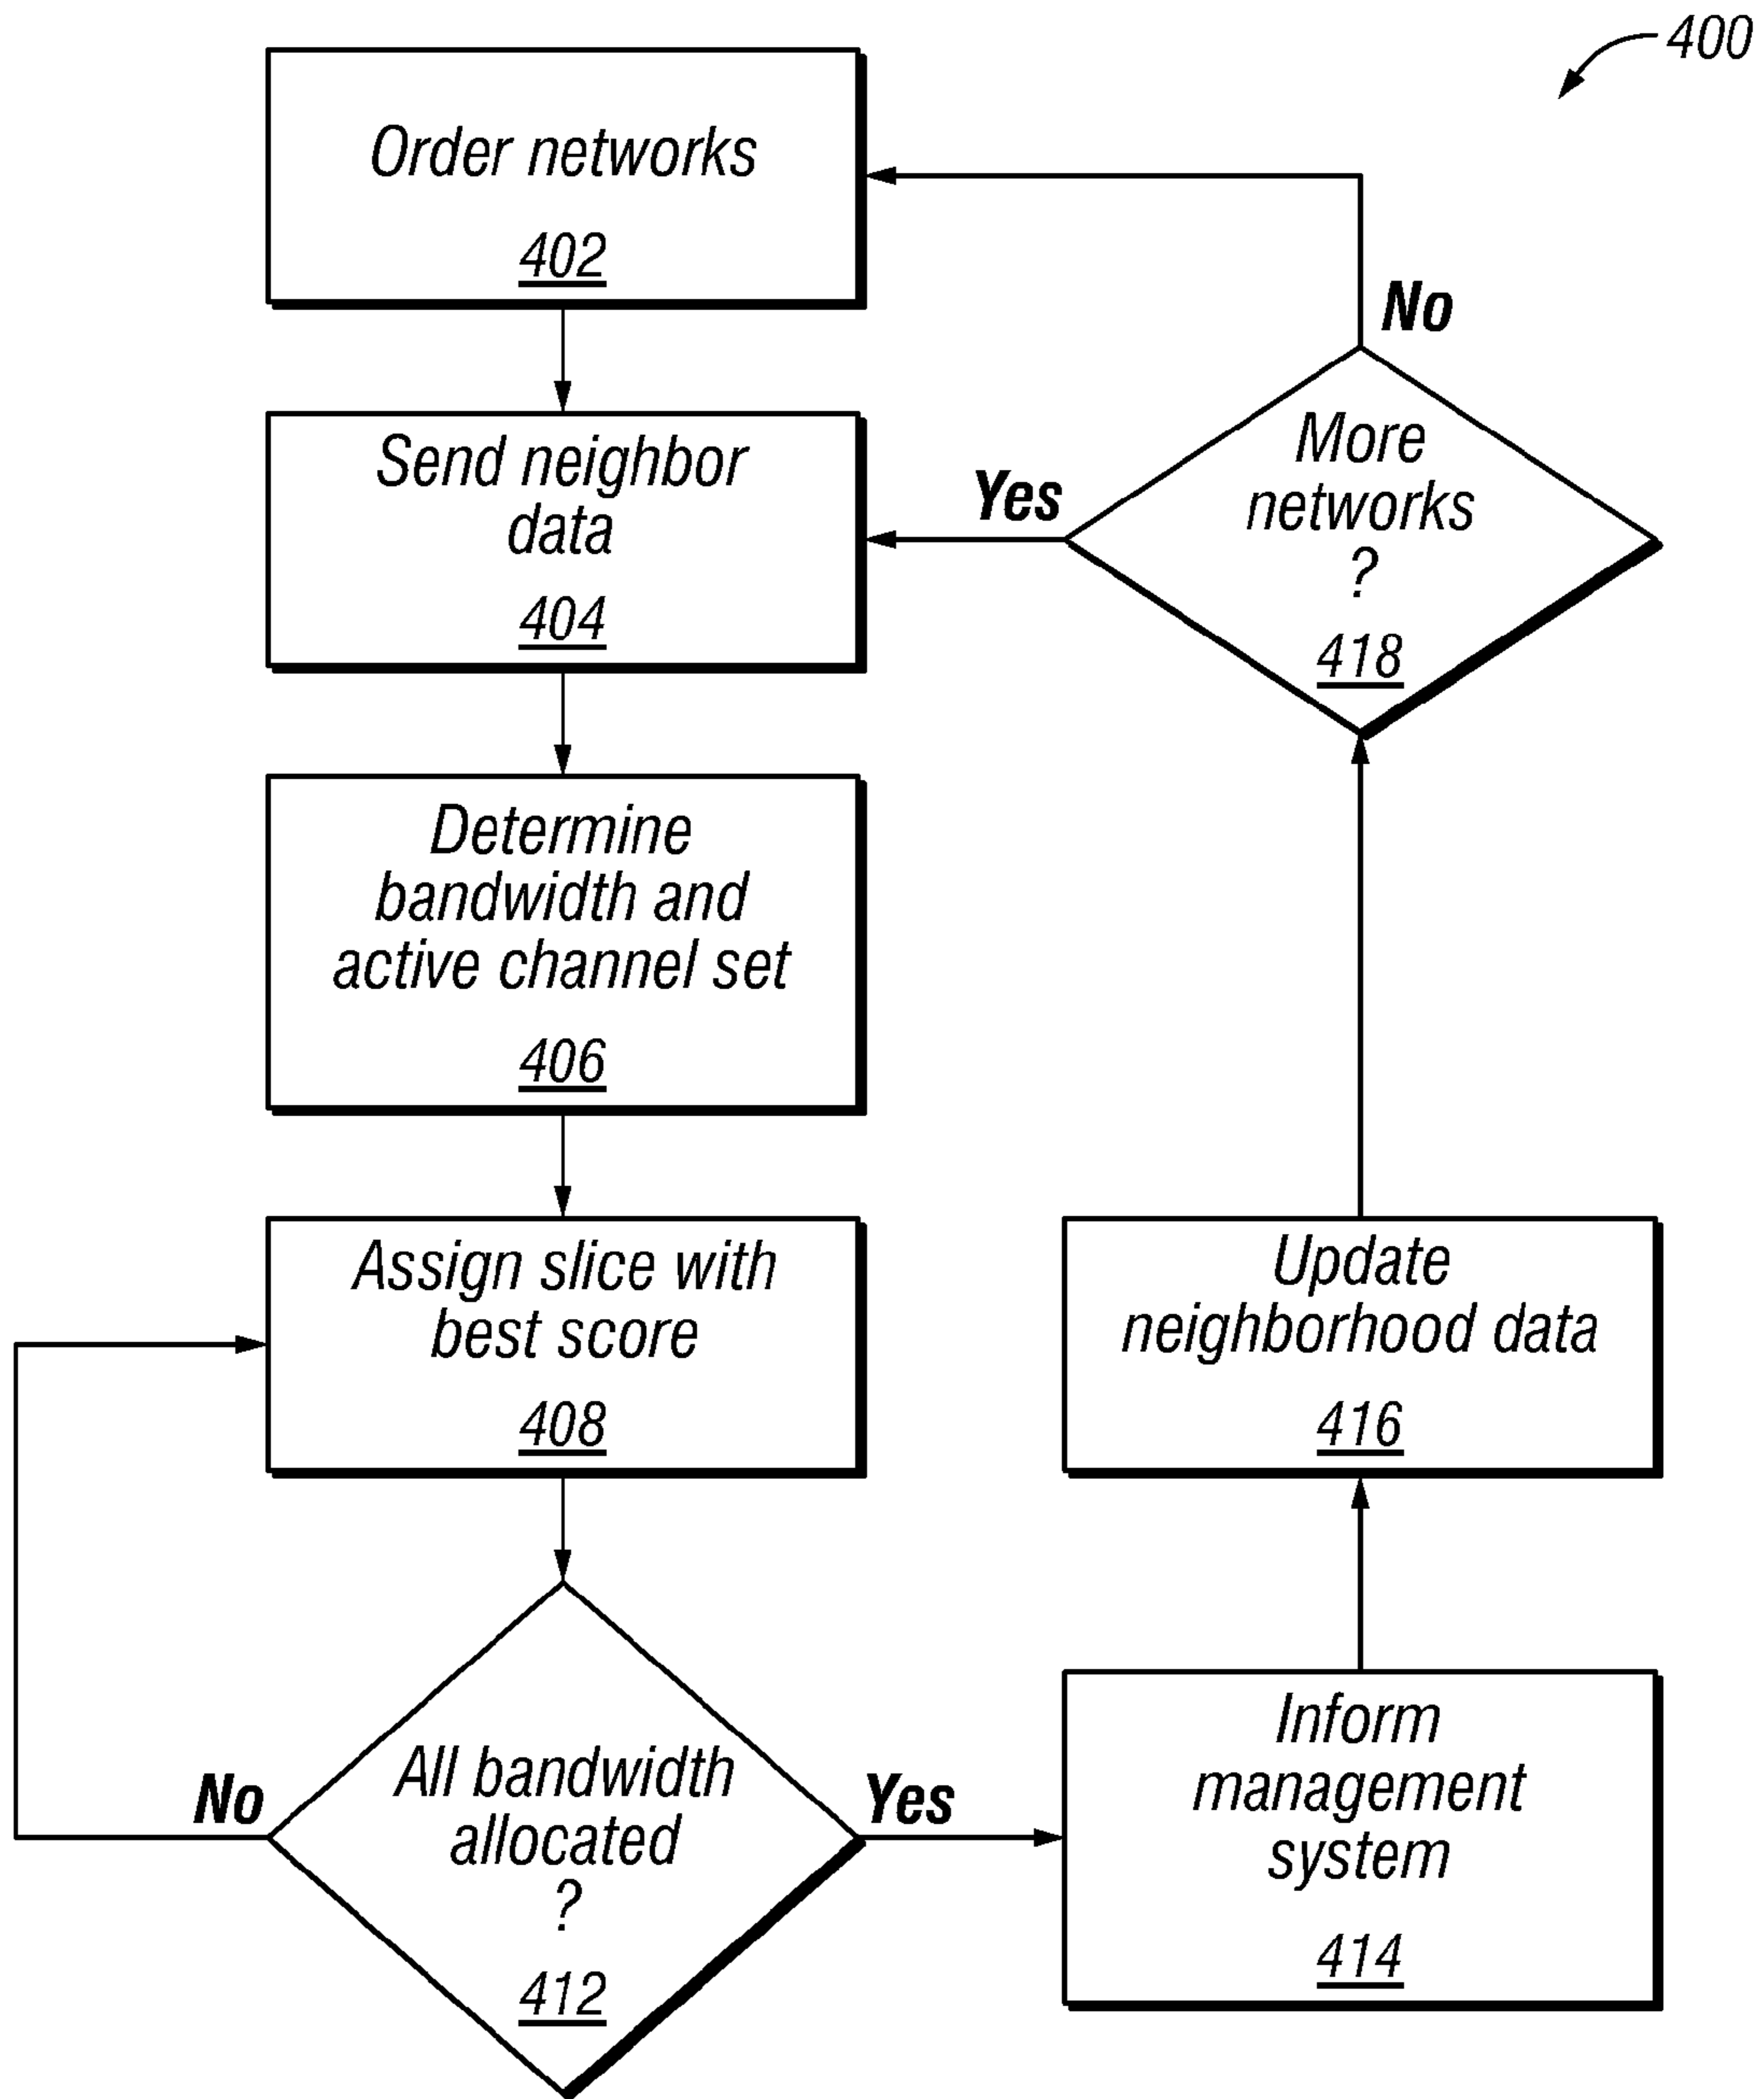 400
Order networks
402
No
Send neighbor
data
404
Yes
More
networks
?
418
Determine
bandwidth and
active channel set
406
Assign slice with
best score
408
Update
neighborhood data
416
No
All bandwidth
allocated
?
412
Yes
Inform
management
system
414